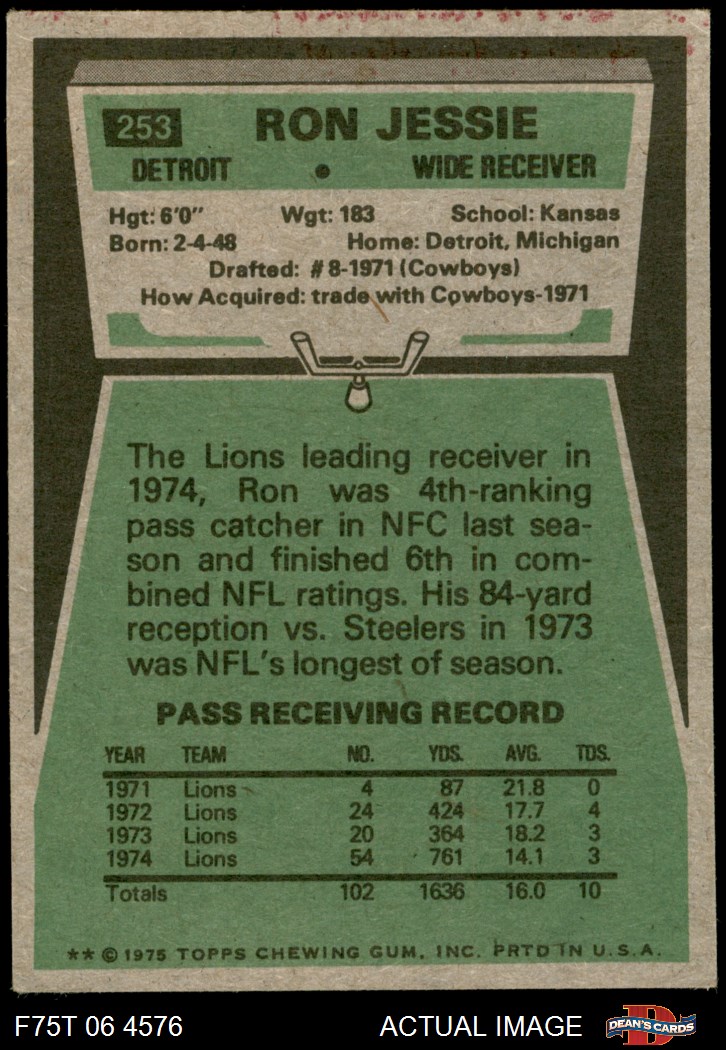 253 RON JESSIE
DETROIT • WIDE RECEIVER
Hgt: 6'0" Wgt: 183 School: Kansas
Born: 2-4-48 Home: Detroit, Michigan
Drafted: #8-1971 (Cowboys)
How Acquired: trade with Cowboys-1971
The Lions leading receiver in
1974, Ron was 4th-ranking
pass catcher in NFC last sea-
son and finished 6th in com-
bined NFL ratings. His 84-yard
reception vs. Steelers in 1973
was NFL's longest of season.
PASS RECEIVING RECORD
YEAR TEAM NO. YDS. AVG. TDS.
1971 Lions 4 87 21.8 0
1972 Lions 24 424 17.7 4
1973 Lions 20 364 18.2 3
1974 Lions 54 761 14.1 3
Totals 102 1636 16.0 10
** © 1975 TOPPS CHEWING GUM, INC. PRTD IN U.S.A.
F75T 06 4576 ACTUAL IMAGE D DEAN'S CARDS